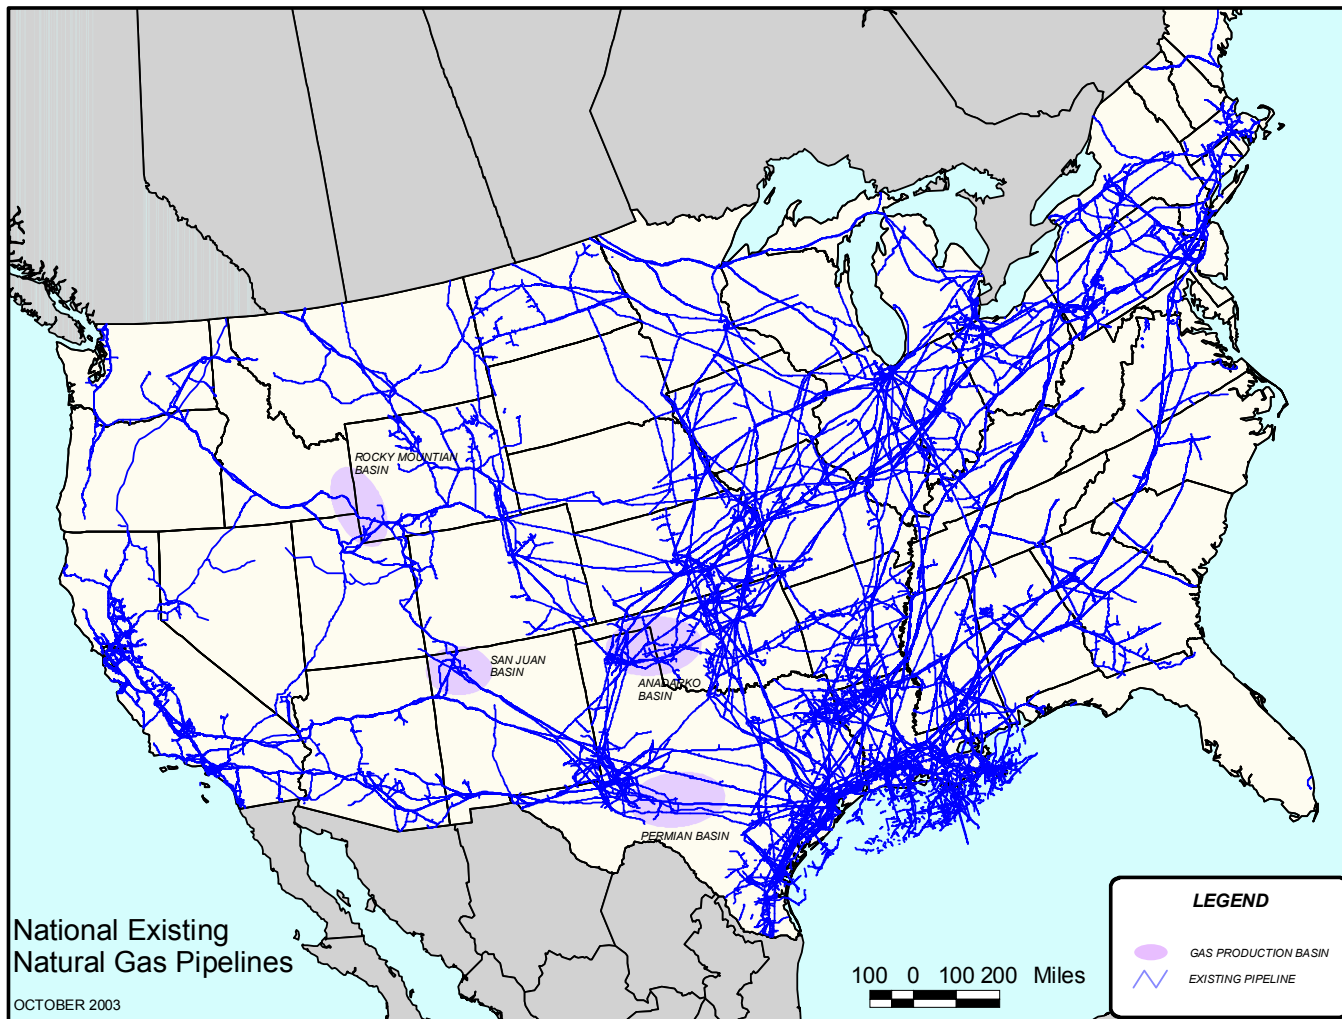 ROCKY MOUNTIAN
BASIN
SAN JUAN
BASIN
ANADARKO
BASIN
PERMIAN BASIN
National Existing
Natural Gas Pipelines
OCTOBER 2003
100 0 100 200 Miles
LEGEND
GAS PRODUCTION BASIN
EXISTING PIPELINE